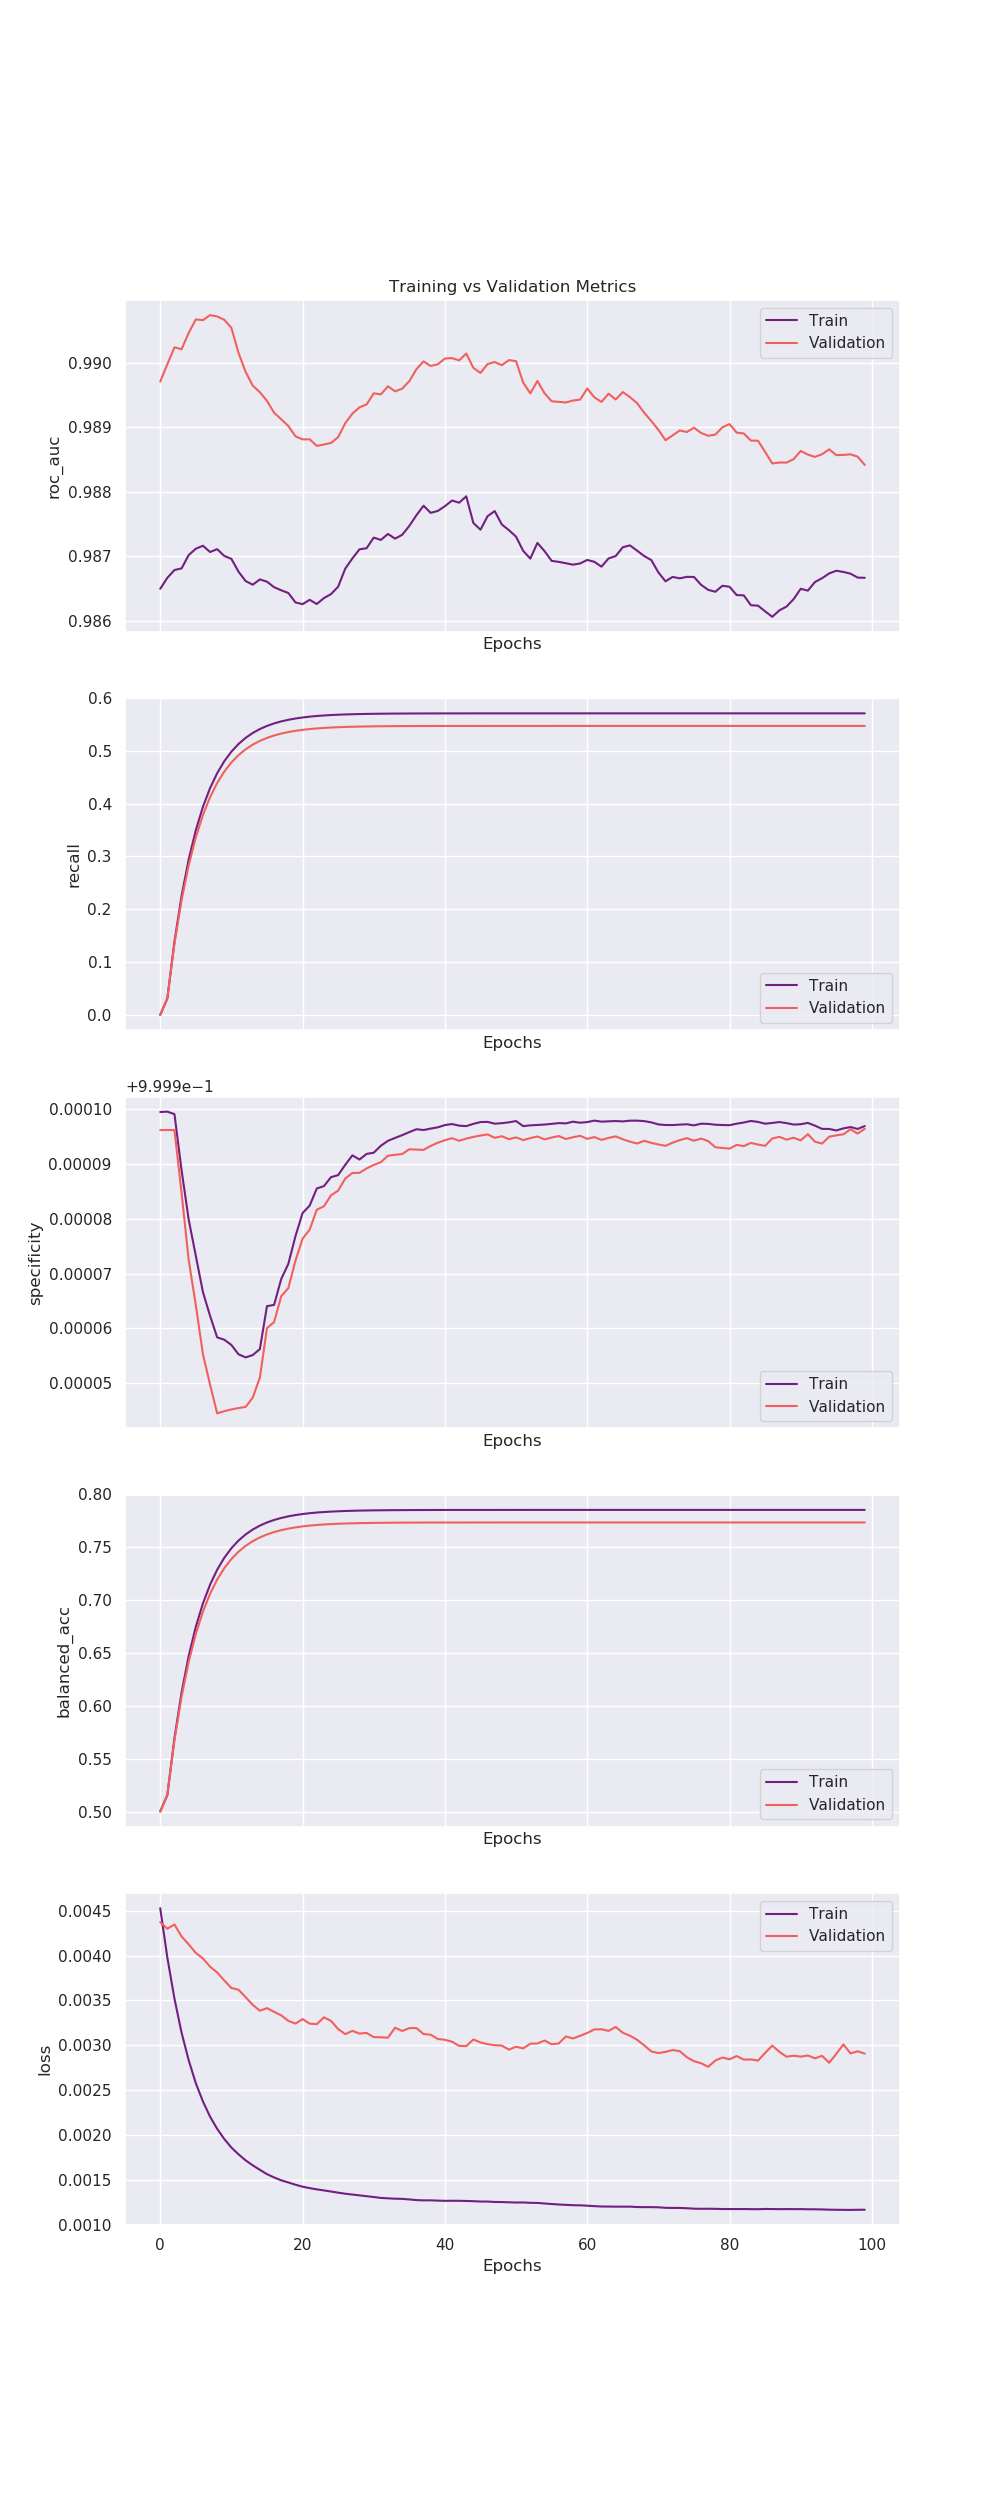 Training vs Validation Metrics
Train
Validation
0.990
0.989
0.988
0.987
0.986
roc_auc
Epochs
0.6
0.5
0.4
0.3
0.2
0.1
0.0
recall
Train
Validation
Epochs
+9.999e−1
0.00010
0.00009
0.00008
0.00007
0.00006
0.00005
specificity
Train
Validation
Epochs
0.80
0.75
0.70
0.65
0.60
0.55
0.50
balanced_acc
Train
Validation
Epochs
0.0045
0.0040
0.0035
0.0030
0.0025
0.0020
0.0015
0.0010
loss
Train
Validation
0 20 40 60 80 100
Epochs